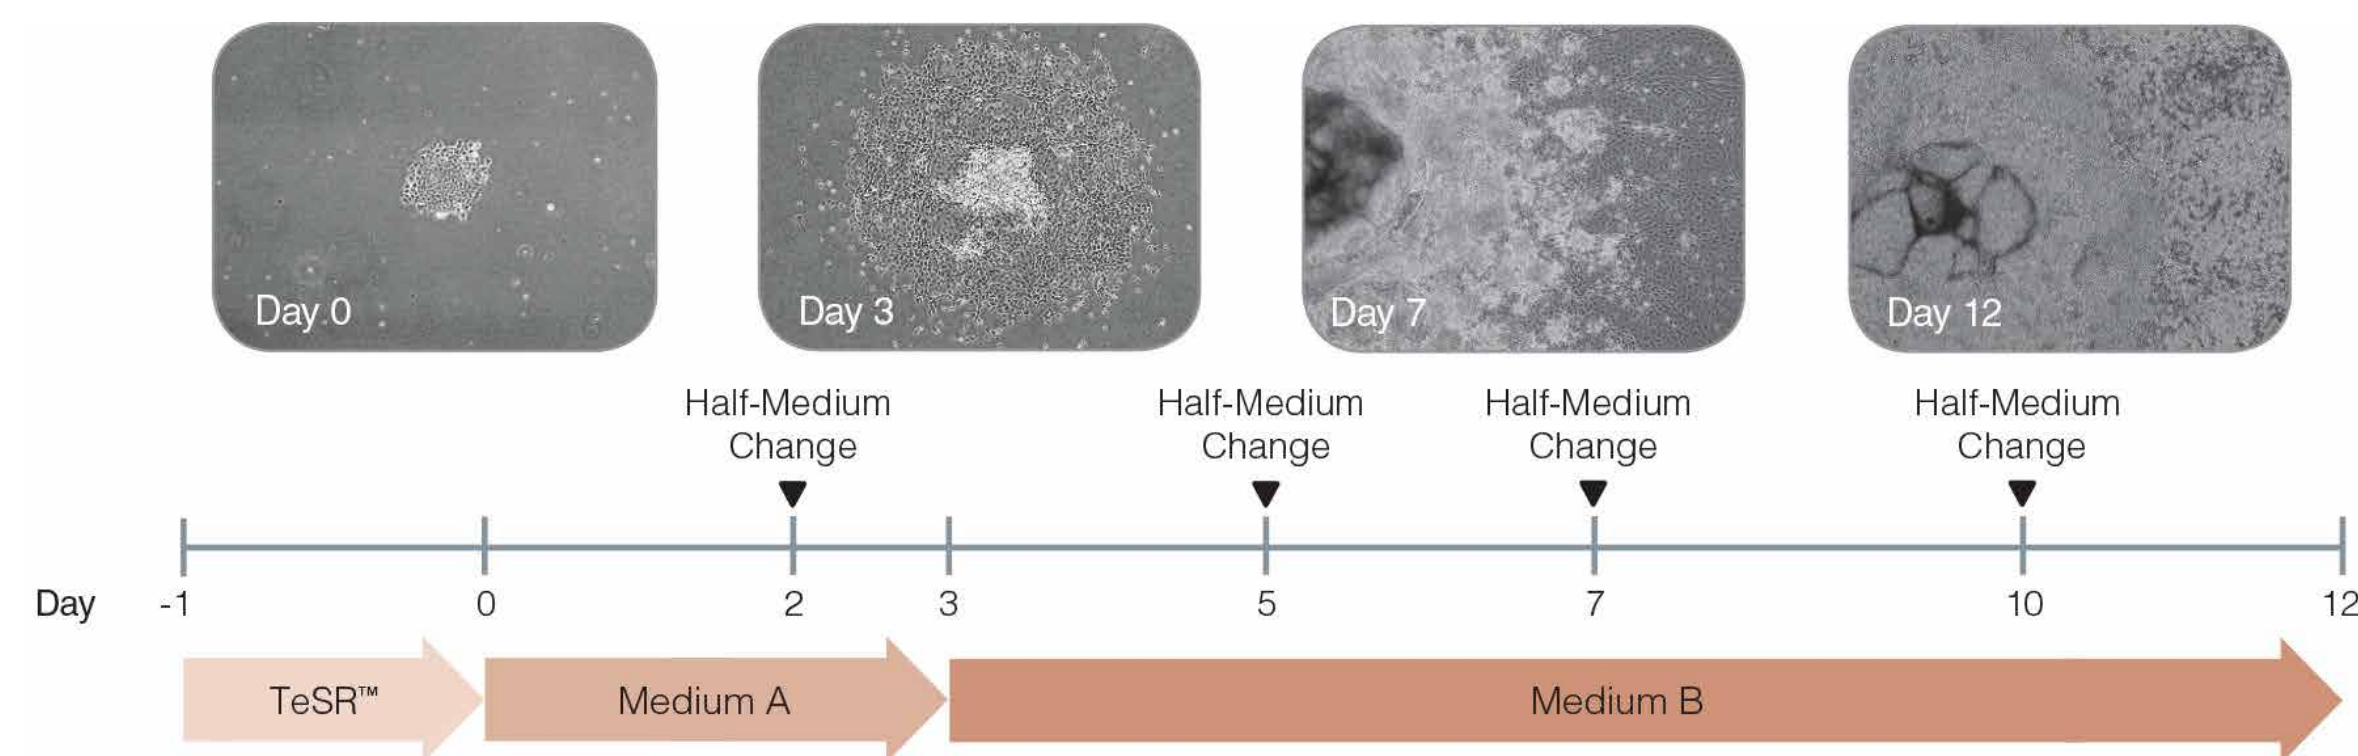 Day 0
Day 3
Day 7
Day 12
Half-Medium
Change
Half-Medium
Change
Half-Medium
Change
Half-Medium
Change
Day -1 0 2 3 5 7 10 12
TeSR™ Medium A Medium B